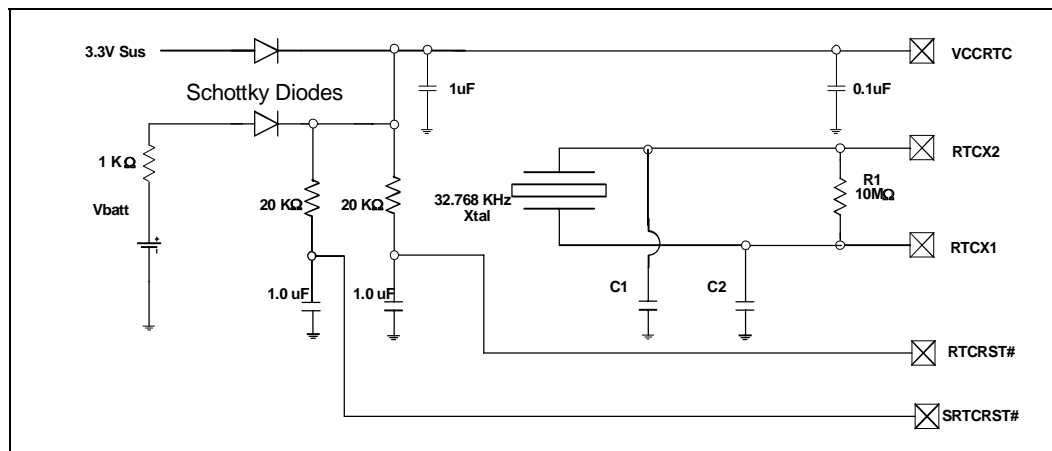 3.3V Sus
VCCRTC
Schottky Diodes
1uF
0.1uF
1 KΩ
RTCX2
R1
10MΩ
20 KΩ
20 KΩ
32.768 KHz
Xtal
Vbatt
+
-
RTCX1
1.0 uF
1.0 uF
C1
C2
RTCRST#
SRTCRST#